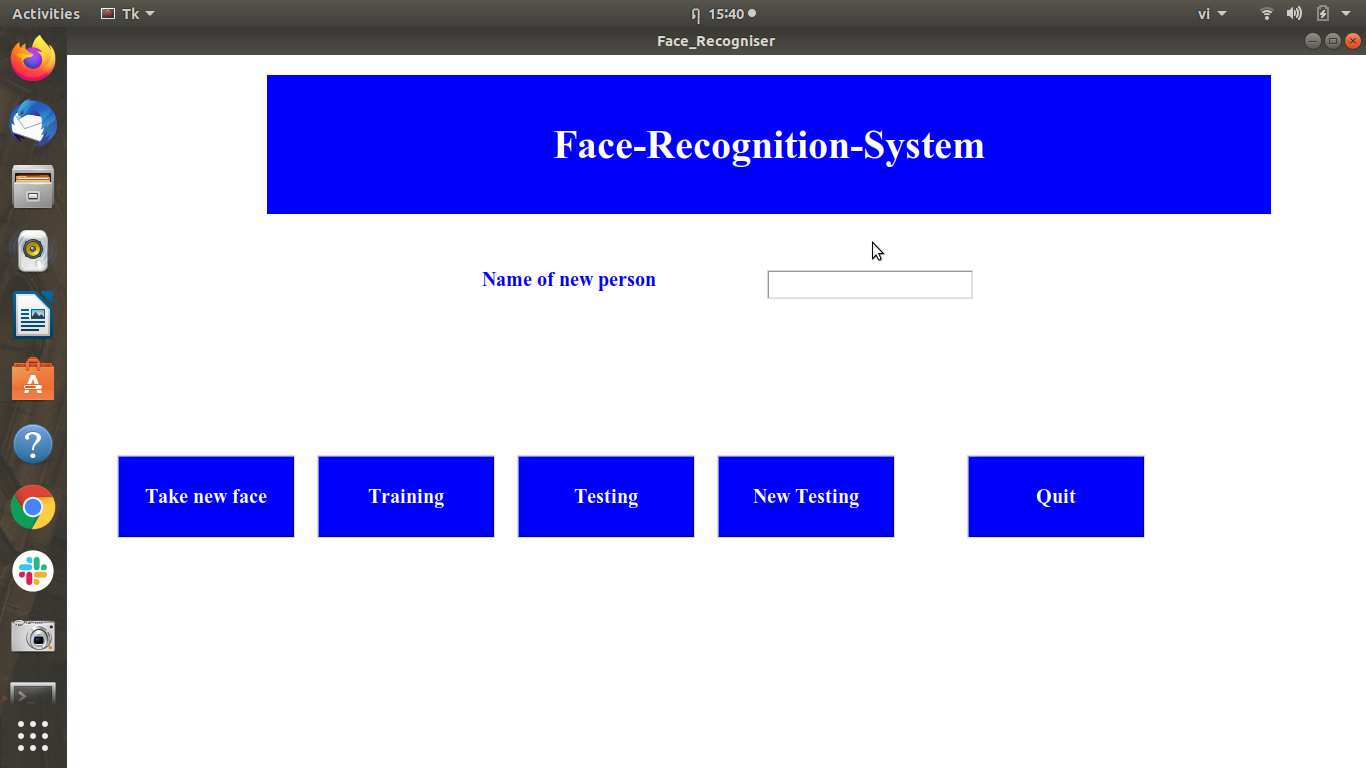 Activities Tk ฦ 15:40 vi
Face_Recogniser
Face-Recognition-System
Name of new person
Take new face Training Testing New Testing Quit